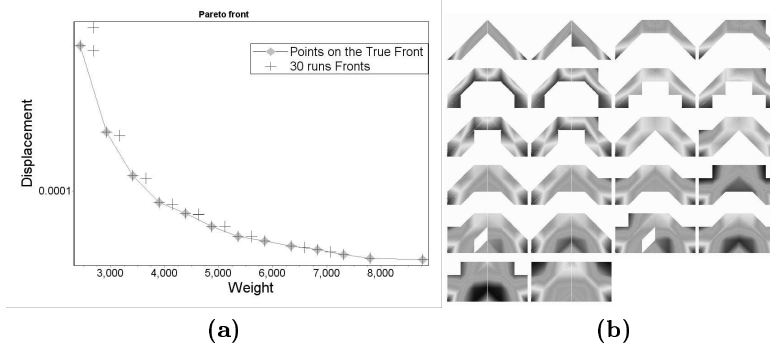 Pareto front
Points on the True Front
30 runs Fronts
Displacement
0.0001
3,000 4,000 5,000 6,000 7,000 8,000
Weight
(a) (b)